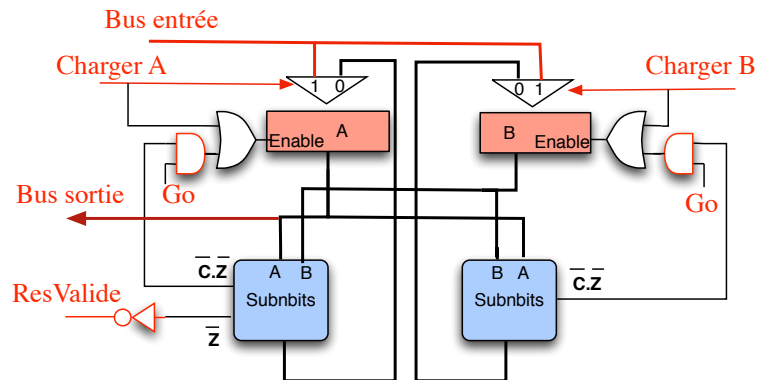 Bus entrée
Charger A
Charger B
1 0
0 1
A
Enable
B
Enable
Go
Go
Bus sortie
A B
B A
C.Z
C.Z
Subnbits
Subnbits
ResValide
Z